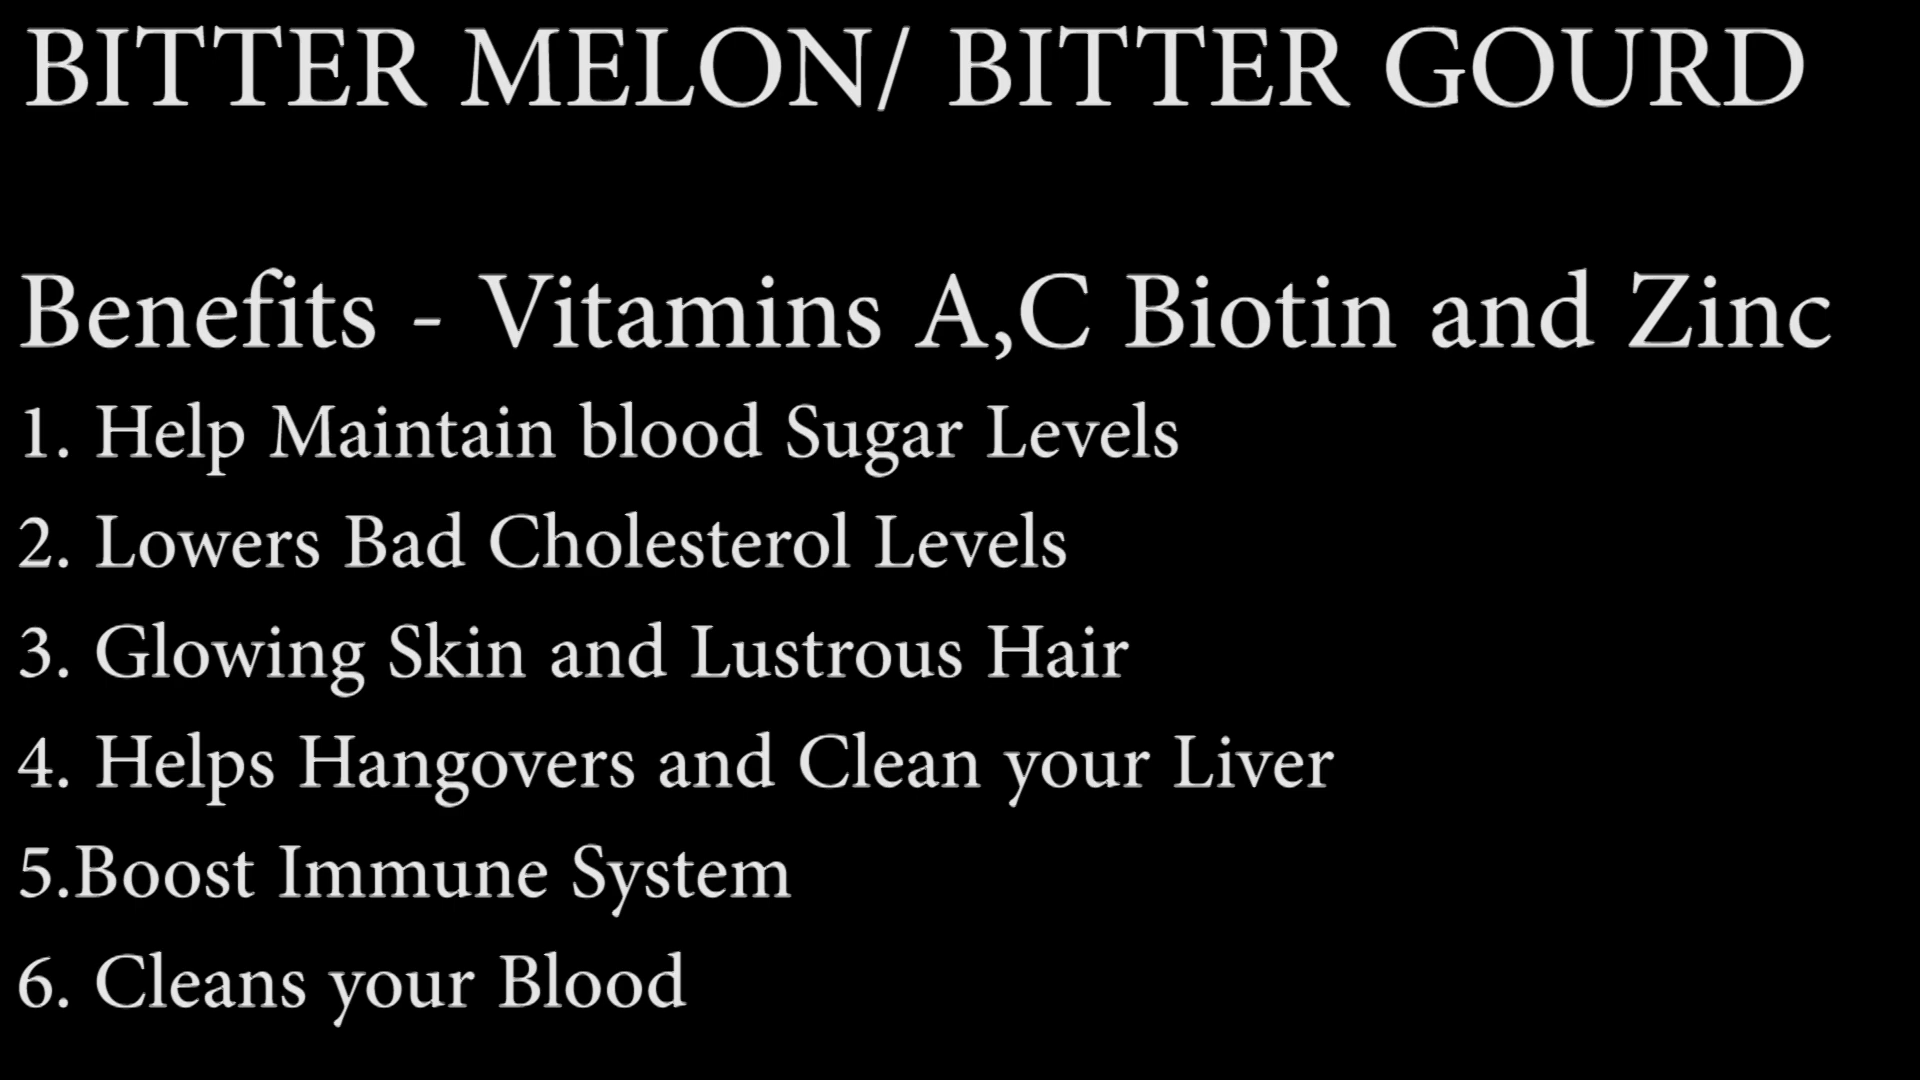 BITTER MELON/ BITTER GOURD
Benefits - Vitamins A,C Biotin and Zinc
1. Help Maintain blood Sugar Levels
2. Lowers Bad Cholesterol Levels
3. Glowing Skin and Lustrous Hair
4. Helps Hangovers and Clean your Liver
5.Boost Immune System
6. Cleans your Blood